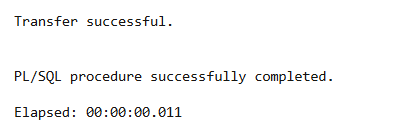 Transfer successful.
PL/SQL procedure successfully completed.
Elapsed: 00:00:00.011